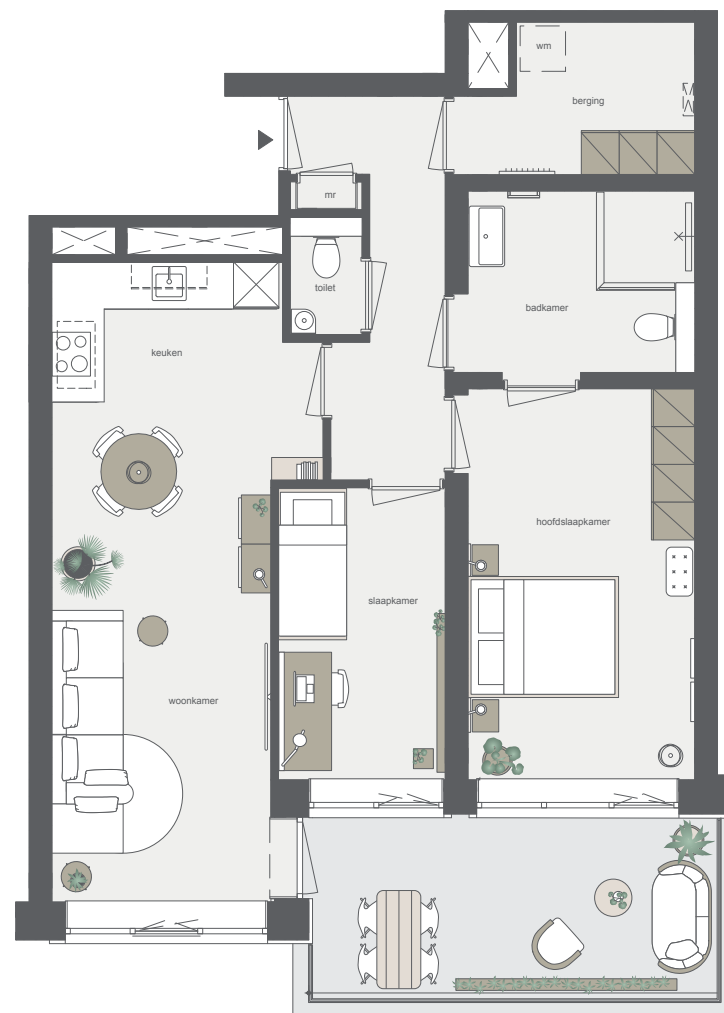 wm
berging
mr
toilet
badkamer
keuken
hoofdslaapkamer
slaapkamer
woonkamer